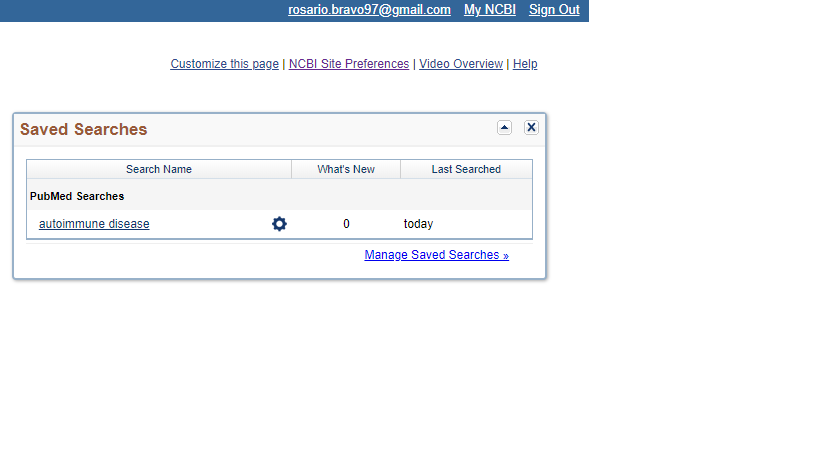 rosario.bravo97@gmail.com My NCBI Sign Out
Customize this page | NCBI Site Preferences | Video Overview | Help
Saved Searches
Search Name What's New Last Searched
PubMed Searches
autoimmune disease 0 today
Manage Saved Searches »